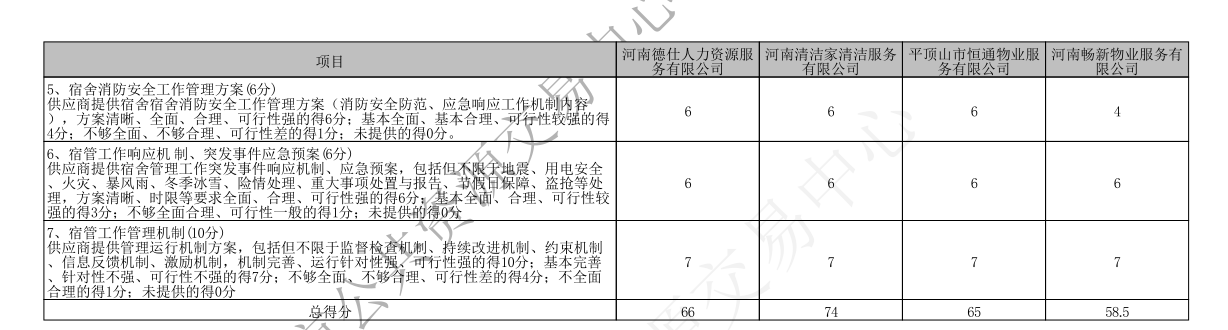 项目
河南德仕人力资源服务有限公司
河南清洁家清洁服务有限公司
平顶山市恒通物业服务有限公司
河南畅新物业服务有限公司
5、宿舍消防安全工作管理方案(6分)
供应商提供宿舍宿舍消防安全工作管理方案（消防安全防范、应急响应工作机制内容
），方案清晰、全面、合理、可行性强的得6分；基本全面、基本合理、可行性较强的得
4分；不够全面、不够合理、可行性差的得1分；未提供的得0分。
6 6 6 4
6、宿管工作响应机制、突发事件应急预案(6分)
供应商提供宿舍管理工作突发事件响应机制、应急预案，包括但不限于地震、用电安全
、火灾、暴风雨、冬季冰雪、险情处理、重大事项处置与报告、节假日保障、盗抢等处
理，方案清晰、时限等要求全面、合理、可行性强的得6分；基本全面、合理、可行性较
强的得3分；不够全面合理、可行性一般的得1分；未提供的得0分
6 6 6 6
7、宿管工作管理机制(10分)
供应商提供管理运行机制方案，包括但不限于监督检查机制、持续改进机制、约束机制
、信息反馈机制、激励机制，机制完善、运行针对性强、可行性强的得10分；基本完善
、针对性不强、可行性不强的得7分；不够全面、不够合理、可行性差的得4分；不全面
合理的得1分；未提供的得0分
7 7 7 7
总得分 66 74 65 58.5
市公共资源交易中心
源交易中心